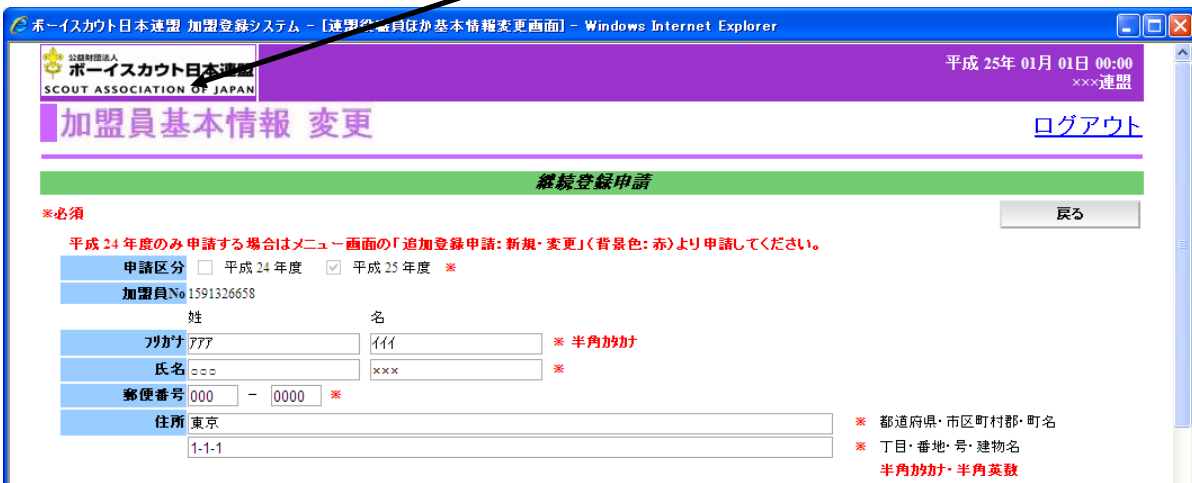 ボーイスカウト日本連盟 加盟登録システム - [連盟役職員ほか基本情報変更画面] - Windows Internet Explorer
公益財団法人
ボーイスカウト日本連盟
SCOUT ASSOCIATION OF JAPAN
平成 25年 01月 01日 00:00
×××連盟
加盟員基本情報 変更
ログアウト
継続登録申請
※必須
戻る
平成 24 年度のみ申請する場合はメニュー画面の「追加登録申請:新規・変更」(背景色:赤)より申請してください。
申請区分 平成 24 年度 平成 25 年度 ※
加盟員No 1591326658
姓 名
フリガナ アアア イイイ ※ 半角カタカナ
氏名 ○○○ ××× ※
郵便番号 000 - 0000 ※
住所 東京 ※ 都道府県・市区町村郡・町名
1-1-1 ※ 丁目・番地・号・建物名
半角カタカナ・半角英数